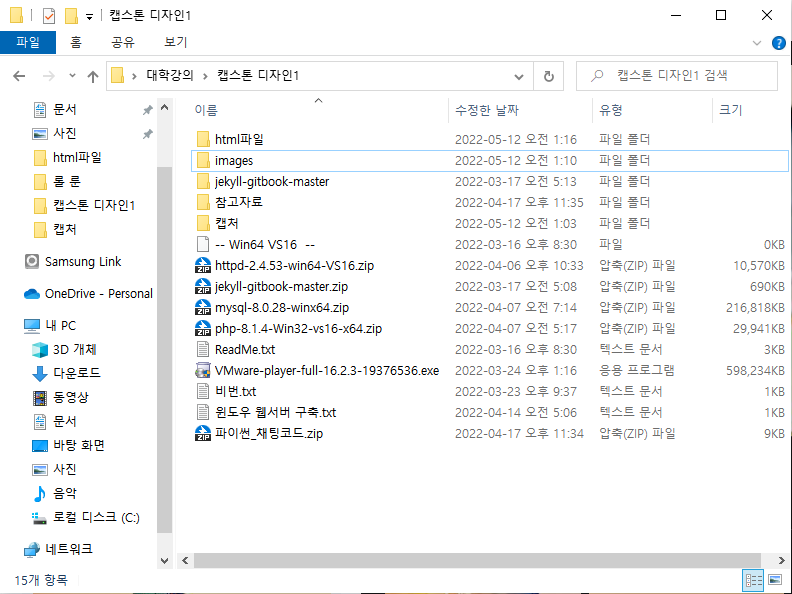 캡스톤 디자인1
파일 홈 공유 보기
대학강의 캡스톤 디자인1 캡스톤 디자인1 검색
문서
사진
html파일
롤 룬
캡스톤 디자인1
캡처
Samsung Link
OneDrive - Personal
내 PC
3D 개체
다운로드
동영상
문서
바탕 화면
사진
음악
로컬 디스크 (C:)
네트워크
이름 수정한 날짜 유형 크기
html파일 2022-05-12 오전 1:16 파일 폴더
images 2022-05-12 오전 1:10 파일 폴더
jekyll-gitbook-master 2022-03-17 오전 5:13 파일 폴더
참고자료 2022-04-17 오후 11:35 파일 폴더
캡처 2022-05-12 오전 1:03 파일 폴더
-- Win64 VS16 -- 2022-03-16 오후 8:30 파일 0KB
httpd-2.4.53-win64-VS16.zip 2022-04-06 오후 10:33 압축(ZIP) 파일 10,570KB
jekyll-gitbook-master.zip 2022-03-17 오전 5:08 압축(ZIP) 파일 690KB
mysql-8.0.28-winx64.zip 2022-04-07 오전 7:14 압축(ZIP) 파일 216,818KB
php-8.1.4-Win32-vs16-x64.zip 2022-04-07 오전 5:17 압축(ZIP) 파일 29,941KB
ReadMe.txt 2022-03-16 오후 8:30 텍스트 문서 3KB
VMware-player-full-16.2.3-19376536.exe 2022-03-24 오후 1:16 응용 프로그램 598,234KB
비번.txt 2022-03-23 오후 9:37 텍스트 문서 1KB
윈도우 웹서버 구축.txt 2022-04-14 오전 5:06 텍스트 문서 1KB
파이썬_채팅코드.zip 2022-04-17 오후 11:34 압축(ZIP) 파일 9KB
15개 항목